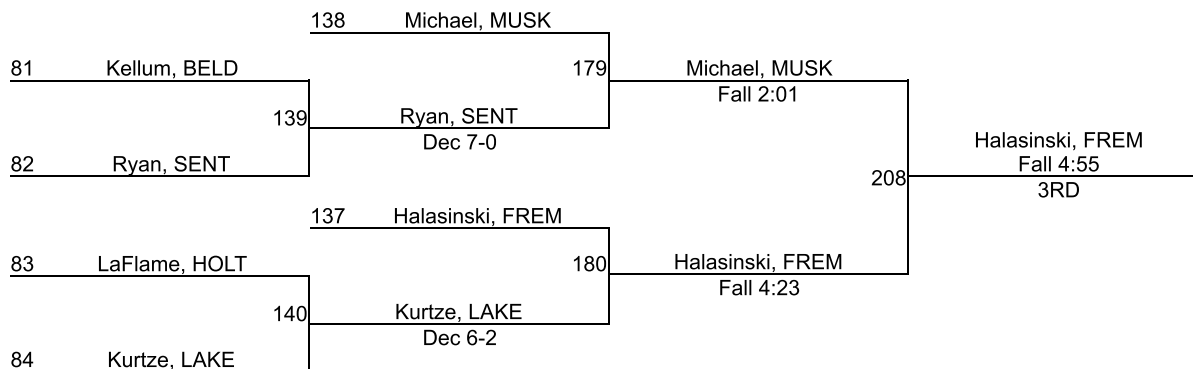 138 Michael, MUSK
81 Kellum, BELD
179 Michael, MUSK
Fall 2:01
139 Ryan, SENT
Dec 7-0
82 Ryan, SENT
Halasinski, FREM
Fall 4:55
208
3RD
137 Halasinski, FREM
83 LaFlame, HOLT
180 Halasinski, FREM
Fall 4:23
140 Kurtze, LAKE
Dec 6-2
84 Kurtze, LAKE